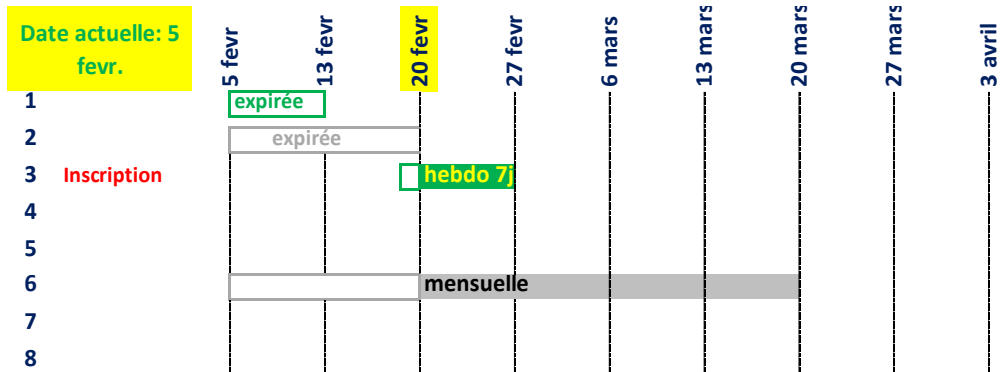 Date actuelle: 5
fevr.
5 fevr
13 fevr
20 fevr
27 fevr
6 mars
13 mars
20 mars
27 mars
3 avril
1 expirée
2 expirée
3 Inscription hebdo 7j
4
5
6 mensuelle
7
8